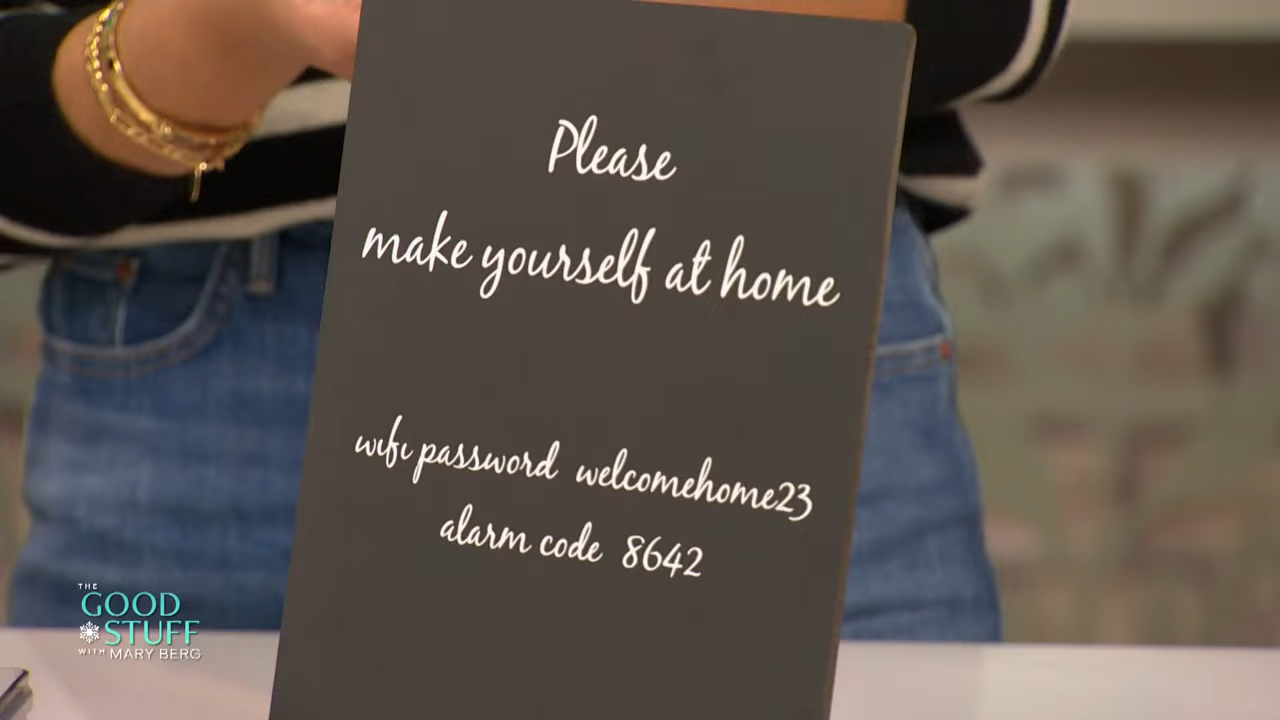 Please
make yourself at home
wifi password welcomehome23
alarm code 8642
THE
GOOD
STUFF
WITH MARY BERG